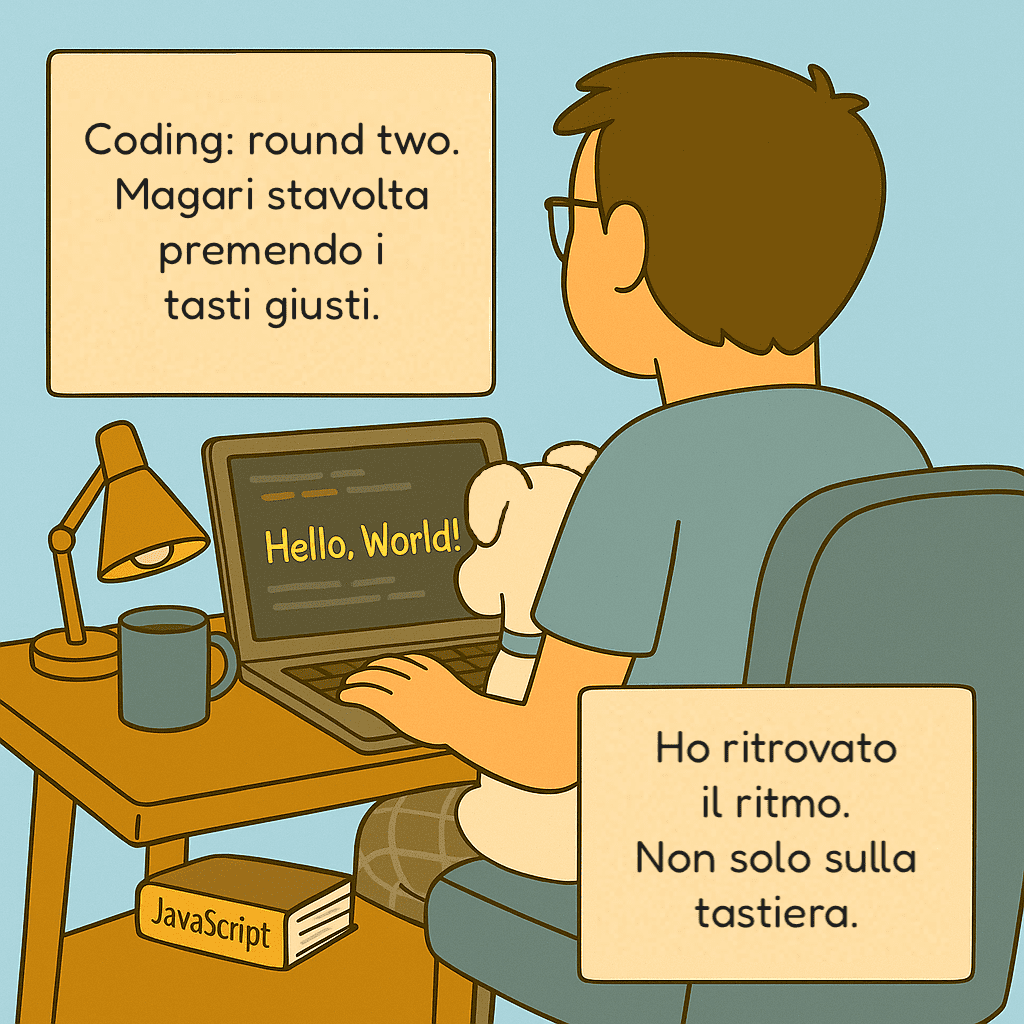 Coding: round two.
Magari stavolta
premendo i
tasti giusti.
Hello, World!
Ho ritrovato
il ritmo.
Non solo sulla
tastiera.
JavaScript